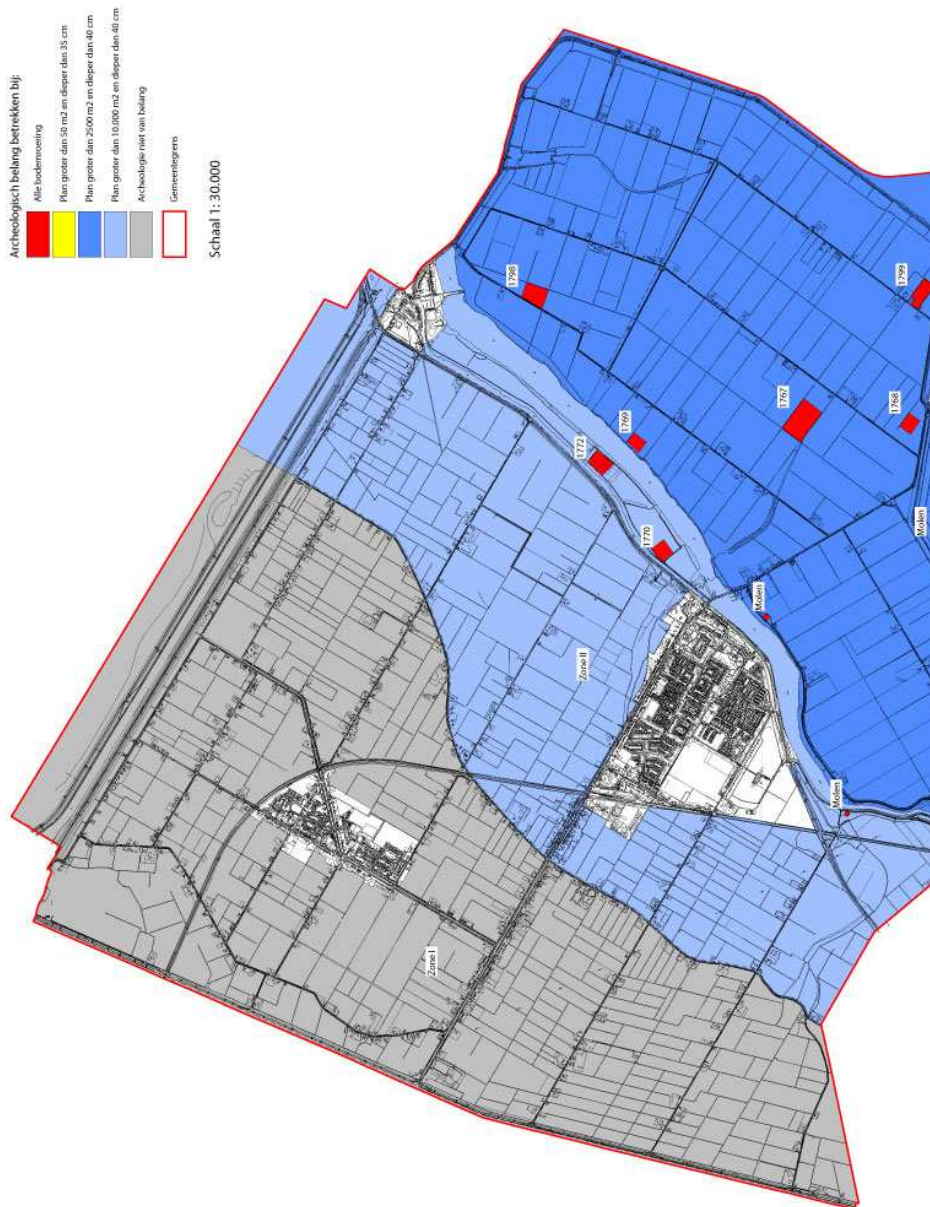 Archeologisch belang betrekken bij:
Alle bodemroering
Plan groter dan 50 m2 en dieper dan 35 cm
Plan groter dan 2500 m2 en dieper dan 40 cm
Plan groter dan 10.000 m2 en dieper dan 40 cm
Archeologie niet van belang
Gemeentegrens
Schaal 1: 30.000
1798
1799
1772
1769
1767
1768
1770
Molen
Molen
Zone II
Molen
Zone I